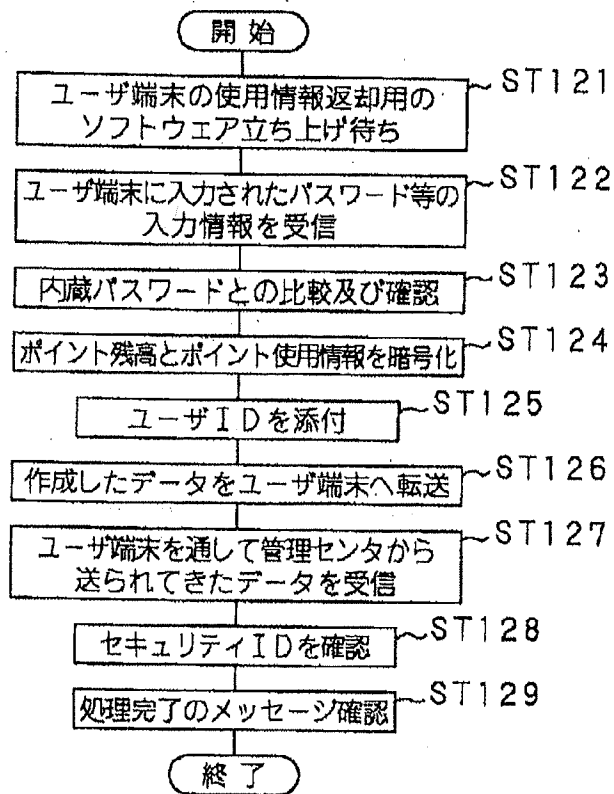 開始
ユーザ端末の使用情報返却用の
ソフトウェア立ち上げ待ち
ST121
ユーザ端末に入力されたパスワード等の
入力情報を受信
ST122
内蔵パスワードとの比較及び確認
ST123
ポイント残高とポイント使用情報を暗号化
ST124
ユーザIDを添付
ST125
作成したデータをユーザ端末へ転送
ST126
ユーザ端末を通して管理センタから
送られてきたデータを受信
ST127
セキュリティIDを確認
ST128
処理完了のメッセージ確認
ST129
終了